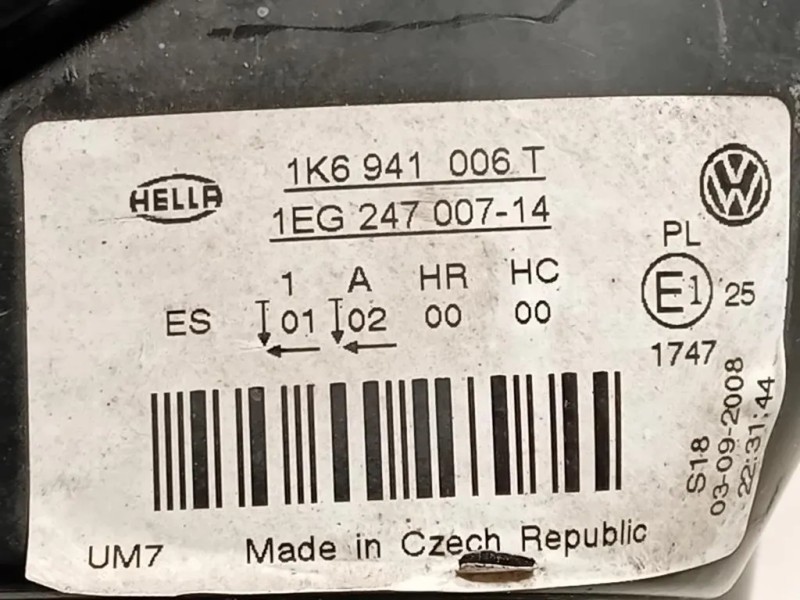 HELLA
1K6 941 006 T
1EG 247 007-14
1 A HR HC
ES 01 02 00 00
PL
E1 25
1747
S18
03-09-2008
22:31:44
UM7 Made in Czech Republic